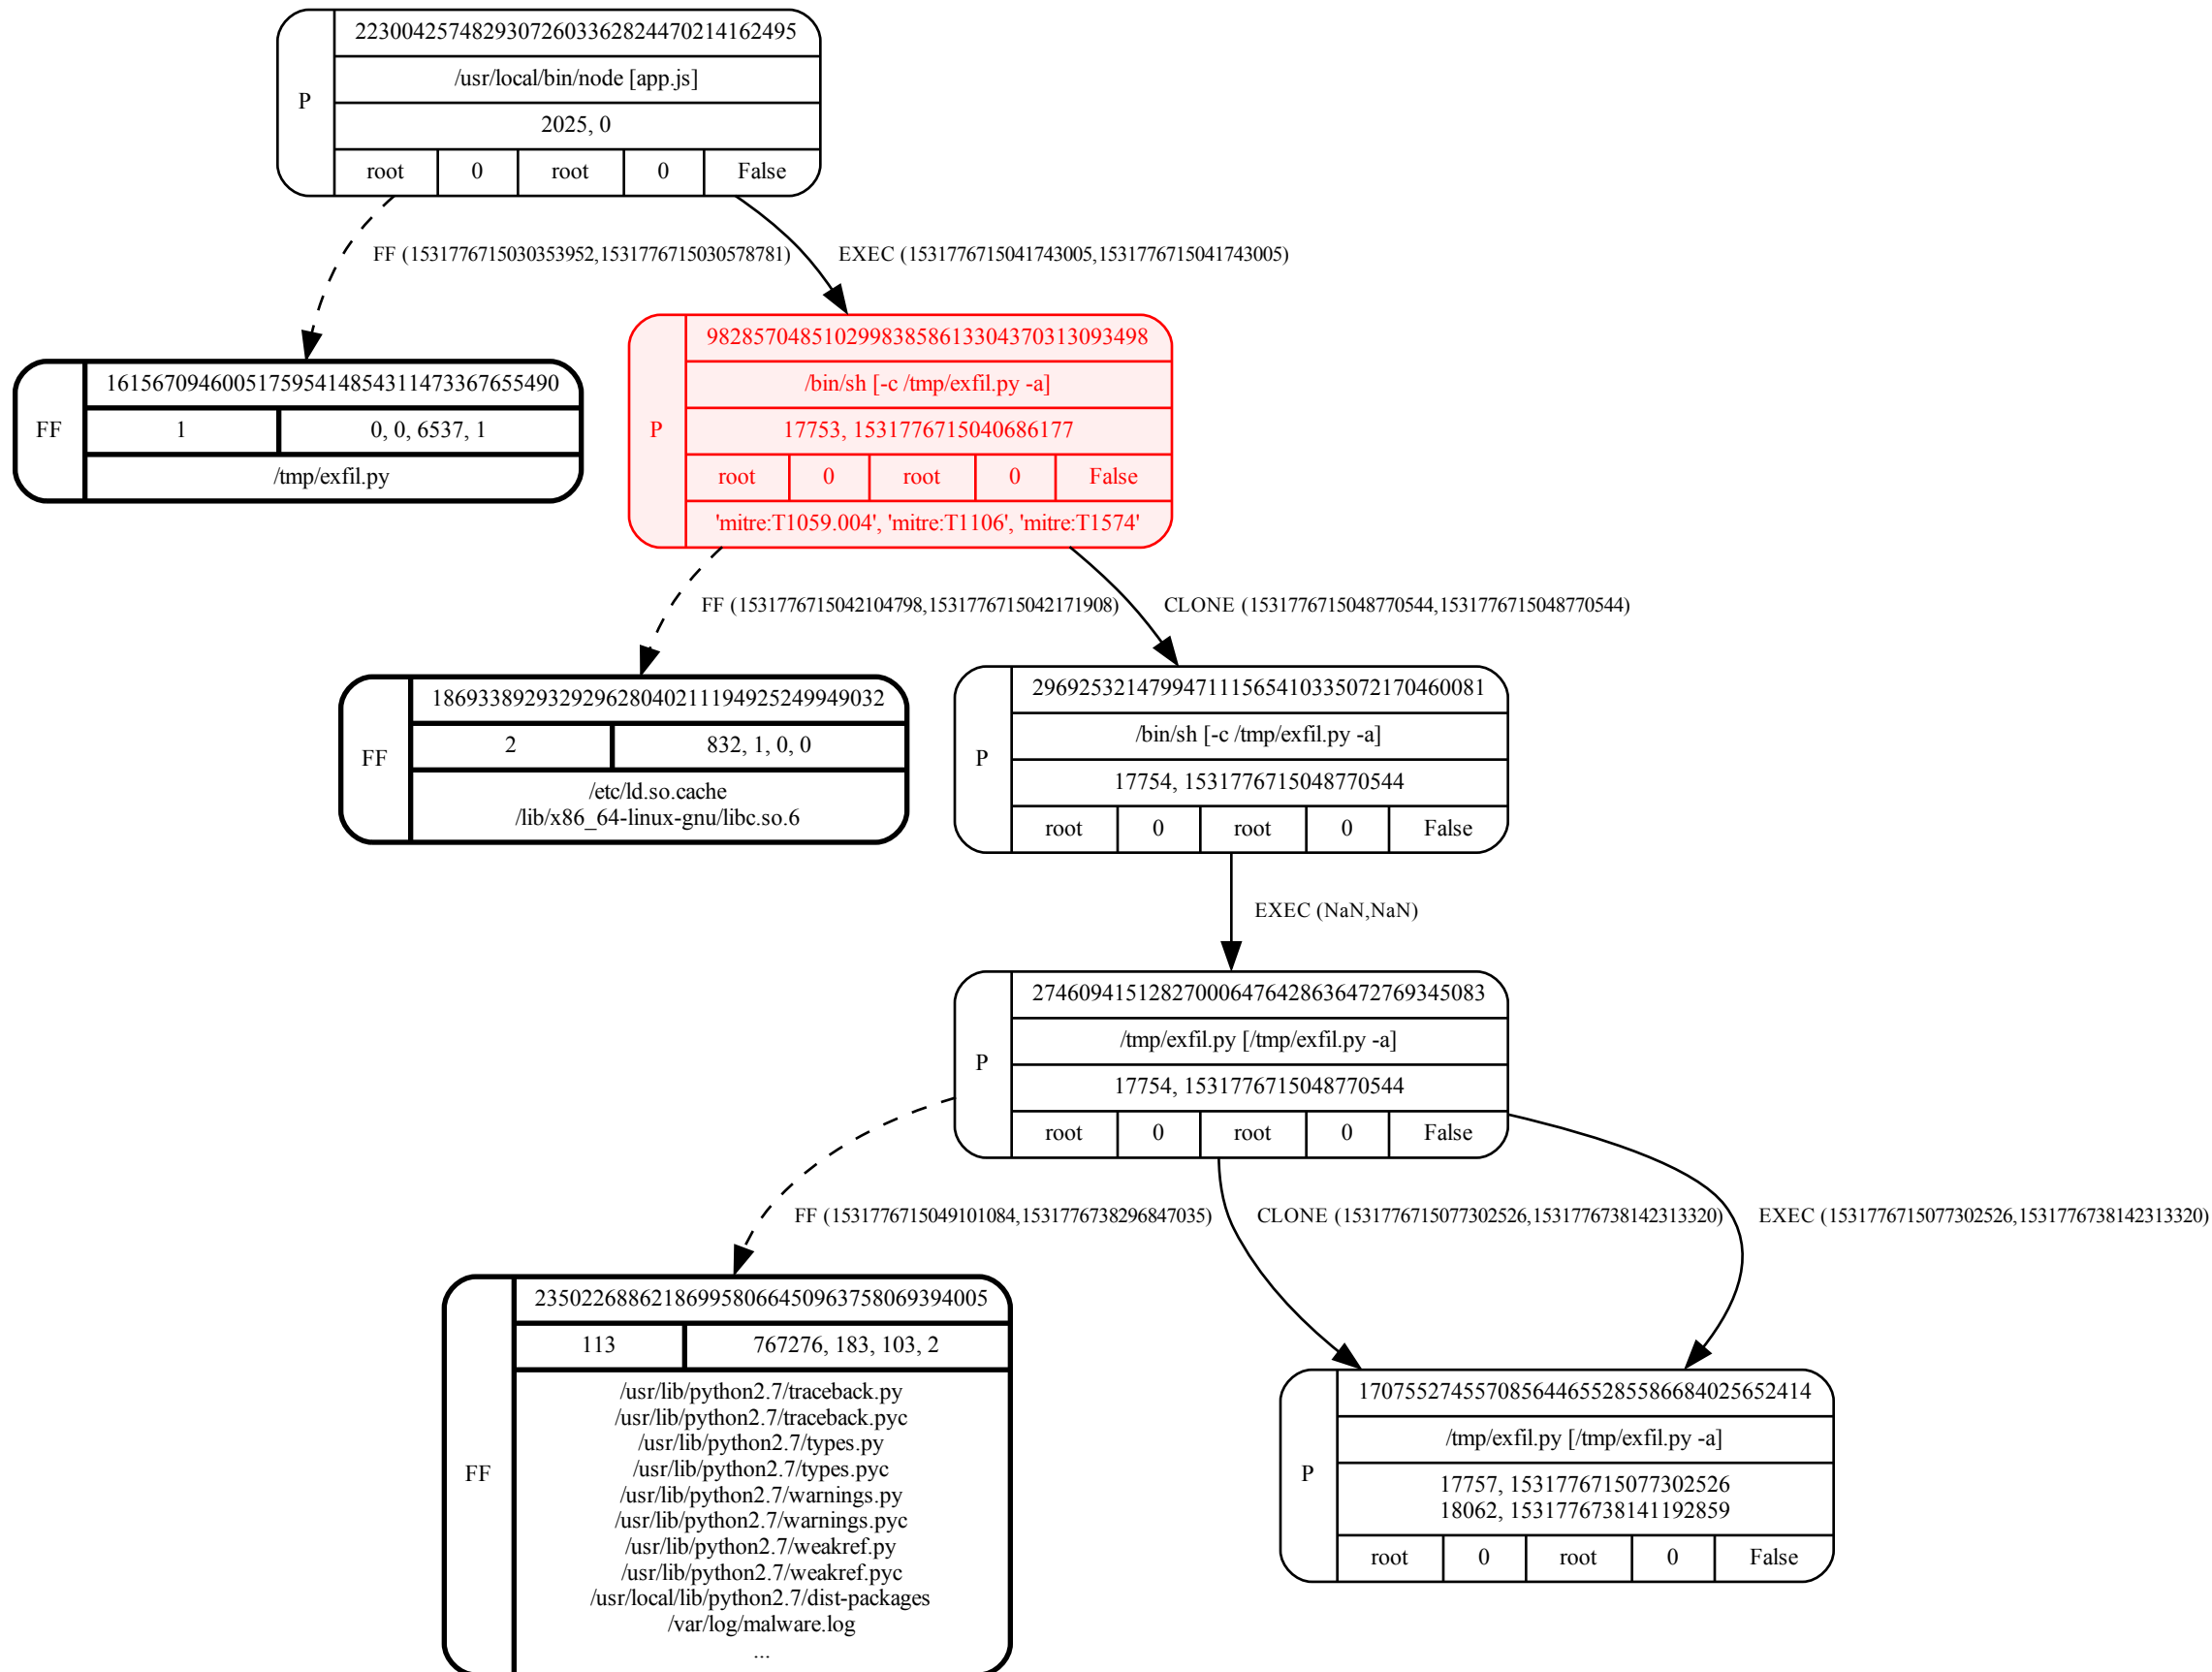 223004257482930726033628244702141​62495
P
/usr/local/bin/node [app.js]
2025, 0
root 0 root 0 False
FF (1531776715030353952,1531776715030578781)
EXEC (1531776715041743005,1531776715041743005)
98285704851029983858613304370313093498
/bin/sh [-c /tmp/exfil.py -a]
P
17753, 1531776715040686177
root 0 root 0 False
'mitre:T1059.004', 'mitre:T1106', 'mitre:T1574'
161567094600517595414854311473367655490
FF
1 0, 0, 6537, 1
/tmp/exfil.py
FF (1531776715042104798,1531776715042171908)
CLONE (1531776715048770544,1531776715048770544)
186933892932929628040211194925249949032
FF
2 832, 1, 0, 0
/etc/ld.so.cache
/lib/x86_64-linux-gnu/libc.so.6
296925321479947111565410335072170460081
/bin/sh [-c /tmp/exfil.py -a]
P
17754, 1531776715048770544
root 0 root 0 False
EXEC (NaN,NaN)
274609415128270006476428636472769345083
/tmp/exfil.py [/tmp/exfil.py -a]
P
17754, 1531776715048770544
root 0 root 0 False
FF (1531776715049101084,1531776738296847035)
CLONE (1531776715077302526,1531776738142313320)
EXEC (1531776715077302526,1531776738142313320)
235022688621869958066450963758069394005
113 767276, 183, 103, 2
FF
/usr/lib/python2.7/traceback.py
/usr/lib/python2.7/traceback.pyc
/usr/lib/python2.7/types.py
/usr/lib/python2.7/types.pyc
/usr/lib/python2.7/warnings.py
/usr/lib/python2.7/warnings.pyc
/usr/lib/python2.7/weakref.py
/usr/lib/python2.7/weakref.pyc
/usr/local/lib/python2.7/dist-packages
/var/log/malware.log
...
170755274557085644655285586684025652414
/tmp/exfil.py [/tmp/exfil.py -a]
P
17757, 1531776715077302526
18062, 1531776738141192859
root 0 root 0 False